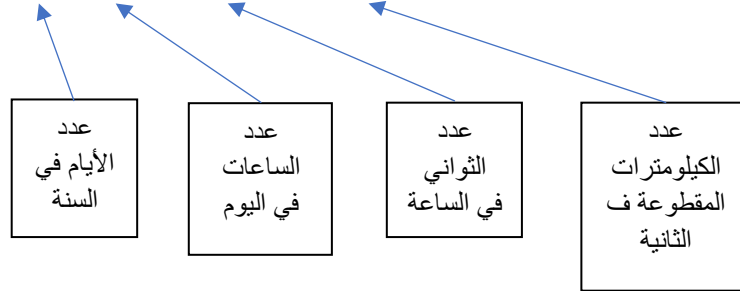 عدد
الأيام في
السنة
عدد
الساعات
في اليوم
عدد
الثواني
في الساعة
عدد
الكيلومترات
المقطوعة ف
الثانية